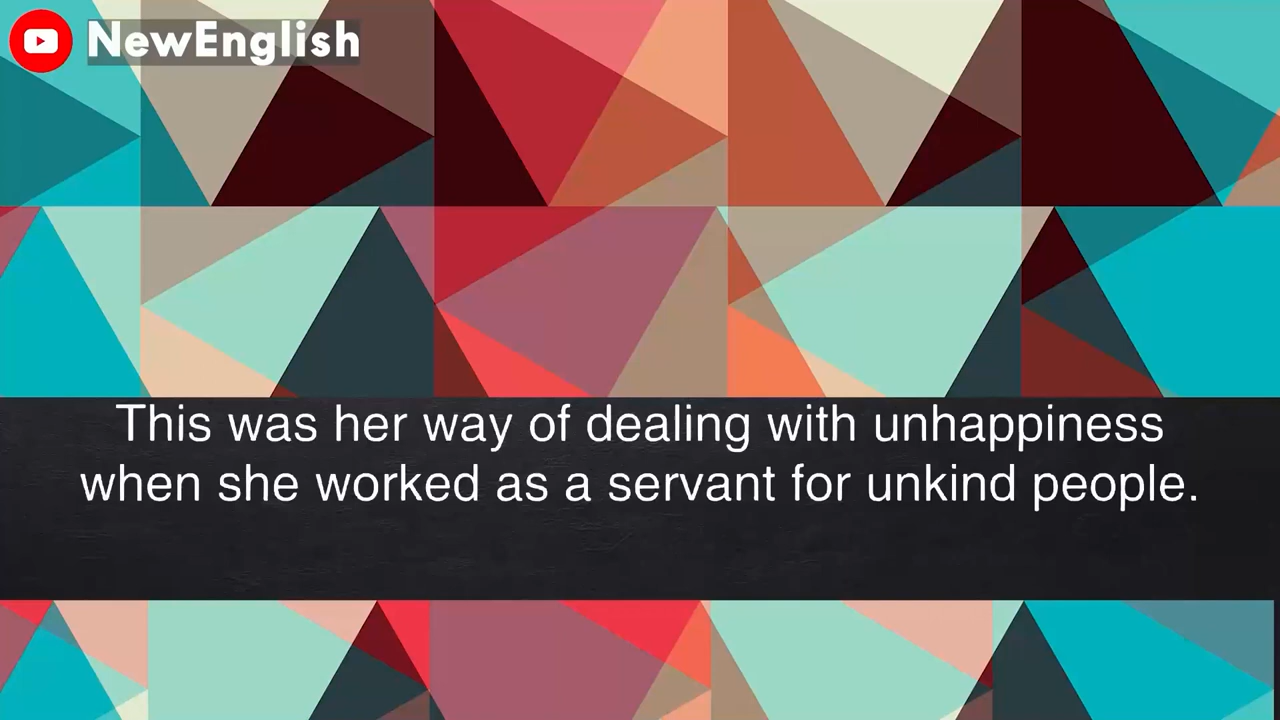 NewEnglish
This was her way of dealing with unhappiness
when she worked as a servant for unkind people.